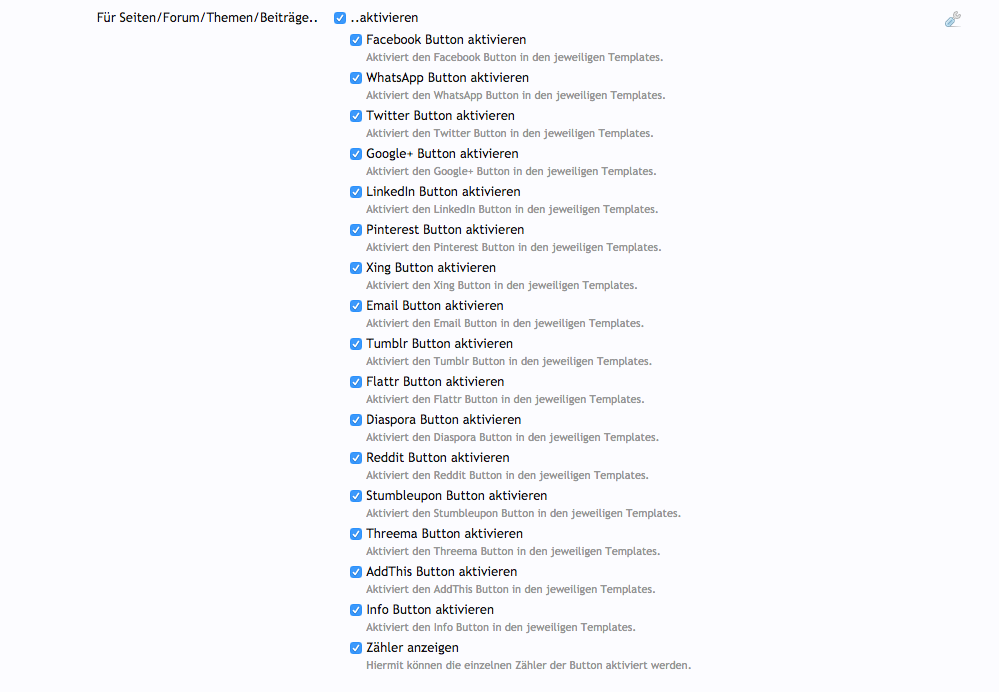 Für Seiten/Forum/Themen/Beiträge.. ..aktivieren
Facebook Button aktivieren
Aktiviert den Facebook Button in den jeweiligen Templates.
WhatsApp Button aktivieren
Aktiviert den WhatsApp Button in den jeweiligen Templates.
Twitter Button aktivieren
Aktiviert den Twitter Button in den jeweiligen Templates.
Google+ Button aktivieren
Aktiviert den Google+ Button in den jeweiligen Templates.
LinkedIn Button aktivieren
Aktiviert den LinkedIn Button in den jeweiligen Templates.
Pinterest Button aktivieren
Aktiviert den Pinterest Button in den jeweiligen Templates.
Xing Button aktivieren
Aktiviert den Xing Button in den jeweiligen Templates.
Email Button aktivieren
Aktiviert den Email Button in den jeweiligen Templates.
Tumblr Button aktivieren
Aktiviert den Tumblr Button in den jeweiligen Templates.
Flattr Button aktivieren
Aktiviert den Flattr Button in den jeweiligen Templates.
Diaspora Button aktivieren
Aktiviert den Diaspora Button in den jeweiligen Templates.
Reddit Button aktivieren
Aktiviert den Reddit Button in den jeweiligen Templates.
Stumbleupon Button aktivieren
Aktiviert den Stumbleupon Button in den jeweiligen Templates.
Threema Button aktivieren
Aktiviert den Threema Button in den jeweiligen Templates.
AddThis Button aktivieren
Aktiviert den AddThis Button in den jeweiligen Templates.
Info Button aktivieren
Aktiviert den Info Button in den jeweiligen Templates.
Zähler anzeigen
Hiermit können die einzelnen Zähler der Button aktiviert werden.